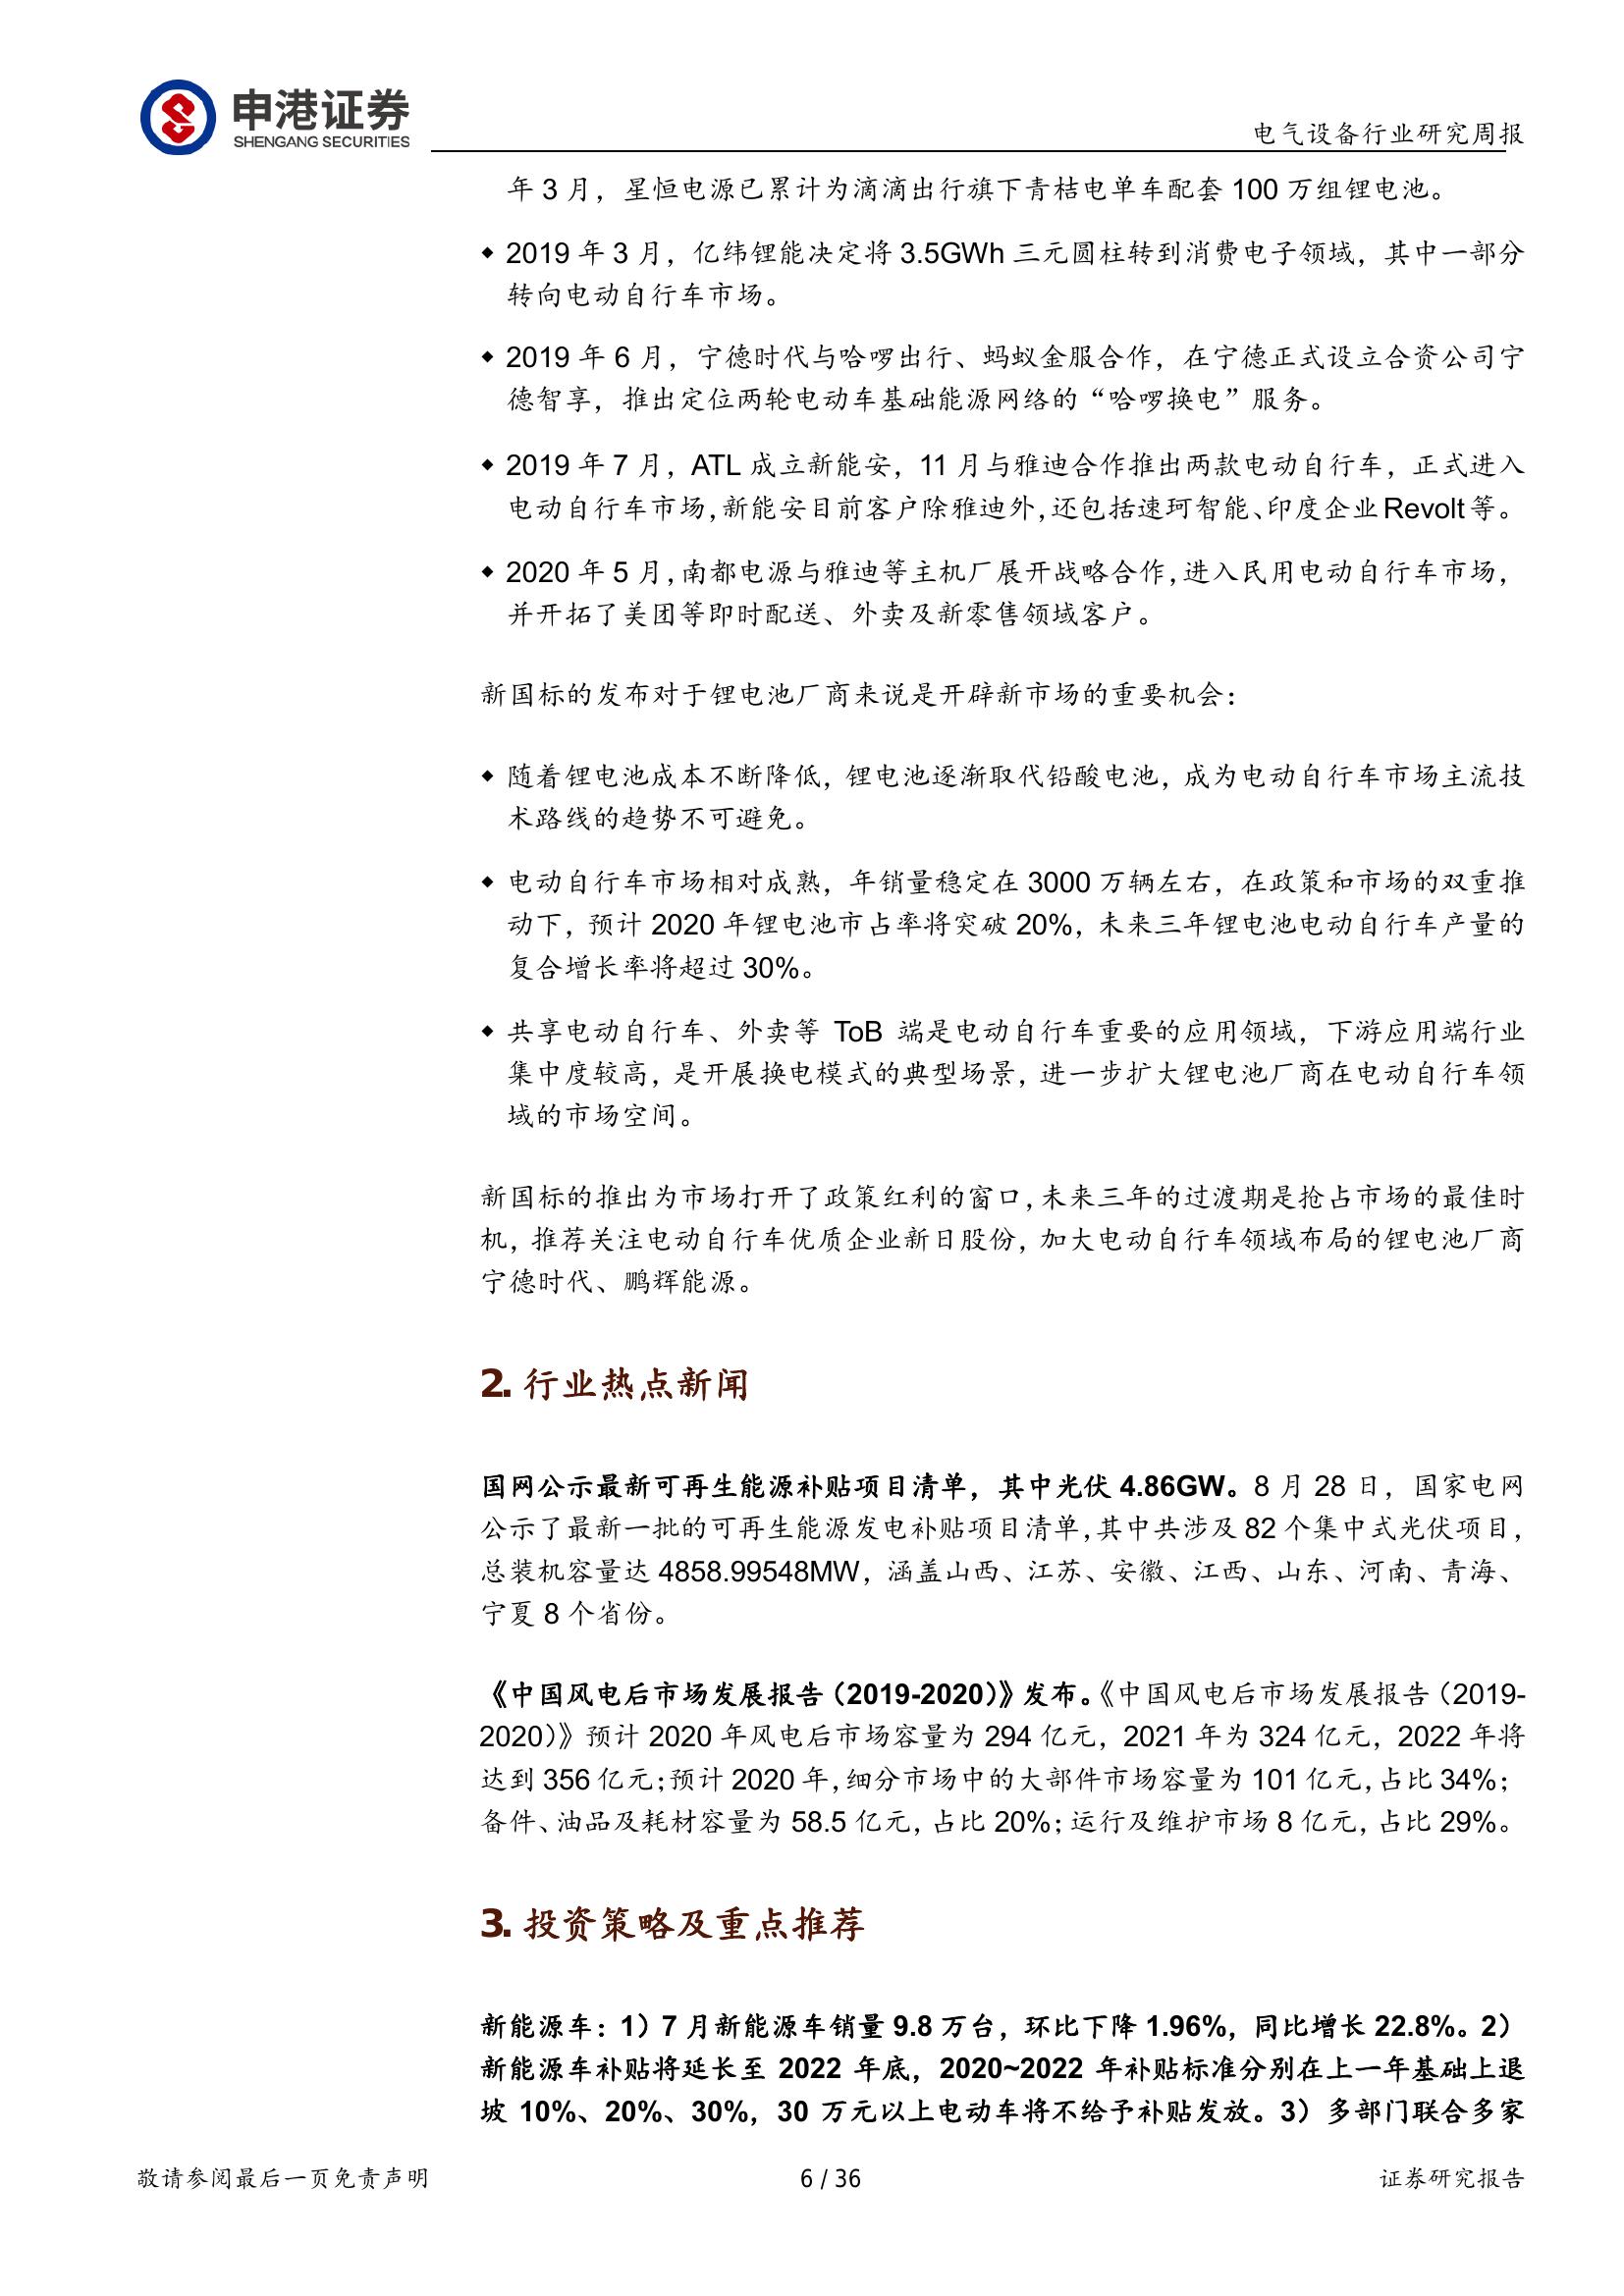 申港证券
SHENGANG SECURITIES
电气设备行业研究周报
年 3 月，星恒电源已累计为滴滴出行旗下青桔电单车配套 100 万组锂电池。
◆ 2019 年 3 月，亿纬锂能决定将 3.5GWh 三元圆柱转到消费电子领域，其中一部分
转向电动自行车市场。
◆ 2019 年 6 月，宁德时代与哈啰出行、蚂蚁金服合作，在宁德正式设立合资公司宁
德智享，推出定位两轮电动车基础能源网络的“哈啰换电”服务。
◆ 2019 年 7 月，ATL 成立新能安，11 月与雅迪合作推出两款电动自行车，正式进入
电动自行车市场，新能安目前客户除雅迪外，还包括速珂智能、印度企业 Revolt 等。
◆ 2020 年 5 月，南都电源与雅迪等主机厂展开战略合作，进入民用电动自行车市场，
并开拓了美团等即时配送、外卖及新零售领域客户。
新国标的发布对于锂电池厂商来说是开辟新市场的重要机会：
◆ 随着锂电池成本不断降低，锂电池逐渐取代铅酸电池，成为电动自行车市场主流技
术路线的趋势不可避免。
◆ 电动自行车市场相对成熟，年销量稳定在 3000 万辆左右，在政策和市场的双重推
动下，预计 2020 年锂电池市占率将突破 20%，未来三年锂电池电动自行车产量的
复合增长率将超过 30%。
◆ 共享电动自行车、外卖等 ToB 端是电动自行车重要的应用领域，下游应用端行业
集中度较高，是开展换电模式的典型场景，进一步扩大锂电池厂商在电动自行车领
域的市场空间。
新国标的推出为市场打开了政策红利的窗口，未来三年的过渡期是抢占市场的最佳时
机，推荐关注电动自行车优质企业新日股份，加大电动自行车领域布局的锂电池厂商
宁德时代、鹏辉能源。
2. 行业热点新闻
国网公示最新可再生能源补贴项目清单，其中光伏 4.86GW。8 月 28 日，国家电网
公示了最新一批的可再生能源发电补贴项目清单，其中共涉及 82 个集中式光伏项目，
总装机容量达 4858.99548MW，涵盖山西、江苏、安徽、江西、山东、河南、青海、
宁夏 8 个省份。
《中国风电后市场发展报告（2019-2020）》发布。《中国风电后市场发展报告（2019-
2020）》预计 2020 年风电后市场容量为 294 亿元，2021 年为 324 亿元，2022 年将
达到 356 亿元；预计 2020 年，细分市场中的大部件市场容量为 101 亿元，占比 34%；
备件、油品及耗材容量为 58.5 亿元，占比 20%；运行及维护市场 8 亿元，占比 29%。
3. 投资策略及重点推荐
新能源车：1）7 月新能源车销量 9.8 万台，环比下降 1.96%，同比增长 22.8%。2）
新能源车补贴将延长至 2022 年底，2020~2022 年补贴标准分别在上一年基础上退
坡 10%、20%、30%，30 万元以上电动车将不给予补贴发放。3）多部门联合多家
敬请参阅最后一页免责声明
6 / 36
证券研究报告